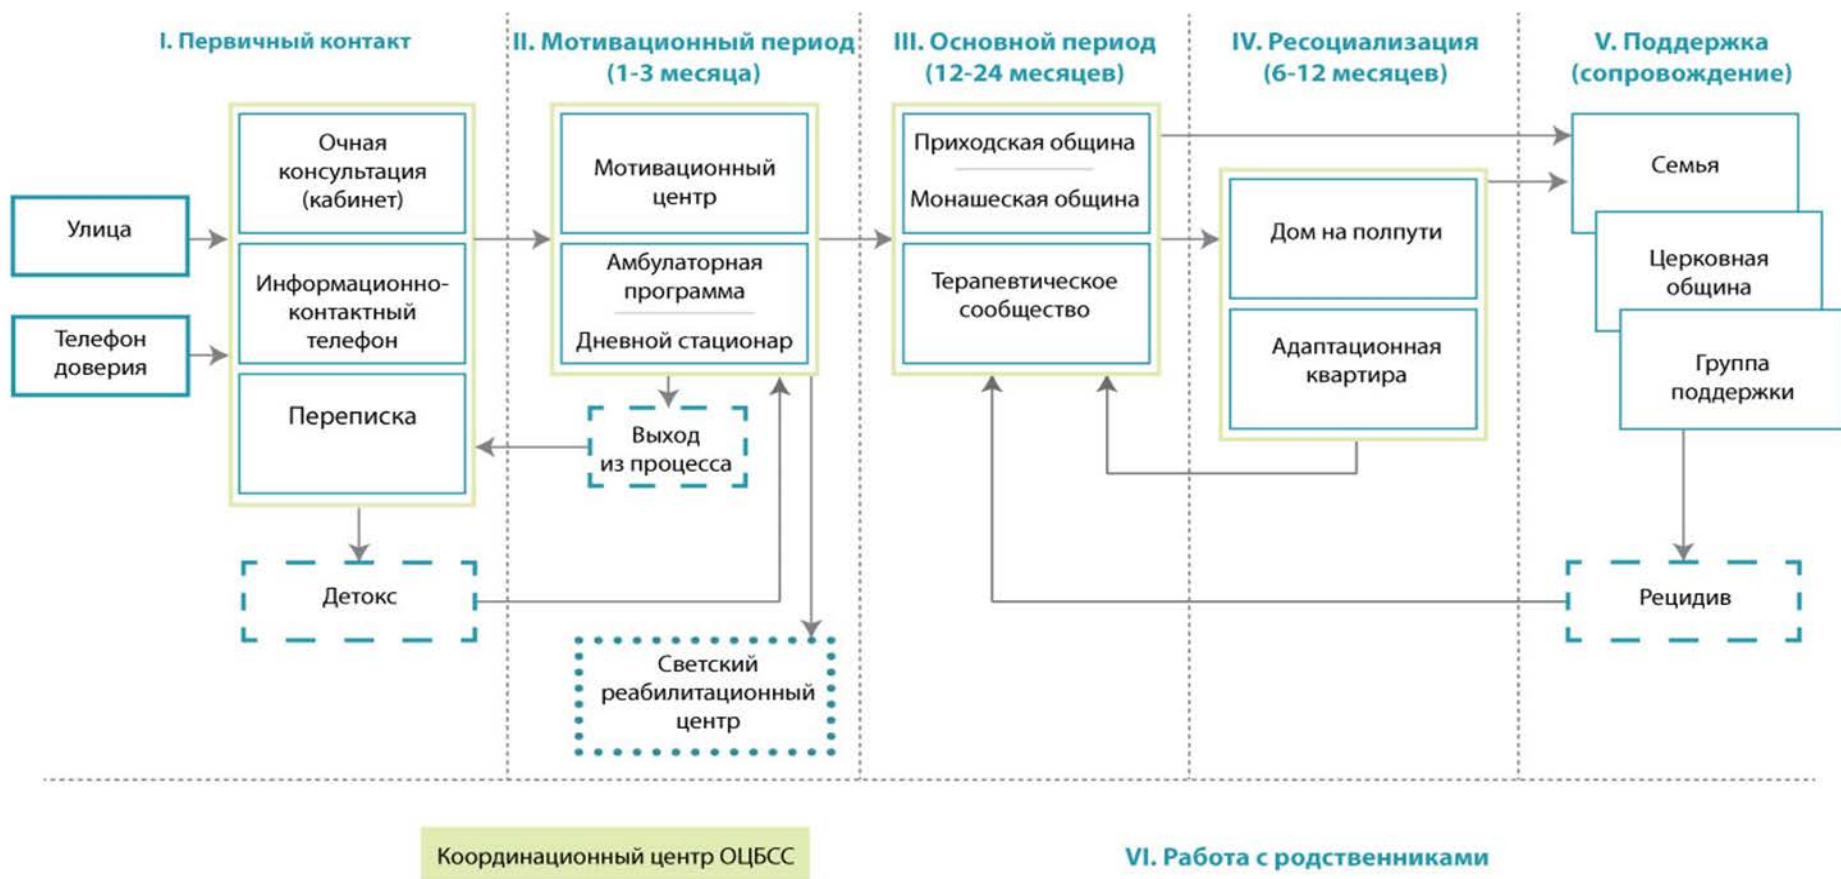 I. Первичный контакт
II. Мотивационный период
(1-3 месяца)
III. Основной период
(12-24 месяцев)
IV. Ресоциализация
(6-12 месяцев)
V. Поддержка
(сопровождение)
Улица
Телефон
доверия
Очная
консультация
(кабинет)
Информационно-
контактный
телефон
Переписка
Детокс
Мотивационный
центр
Амбулаторная
программа
Дневной стационар
Выход
из процесса
Светский
реабилитационный
центр
Приходская община
Монашеская община
Терапевтическое
сообщество
Дом на полпути
Адаптационная
квартира
Семья
Церковная
община
Группа
поддержки
Рецидив
Координационный центр ОЦБСС
VI. Работа с родственниками